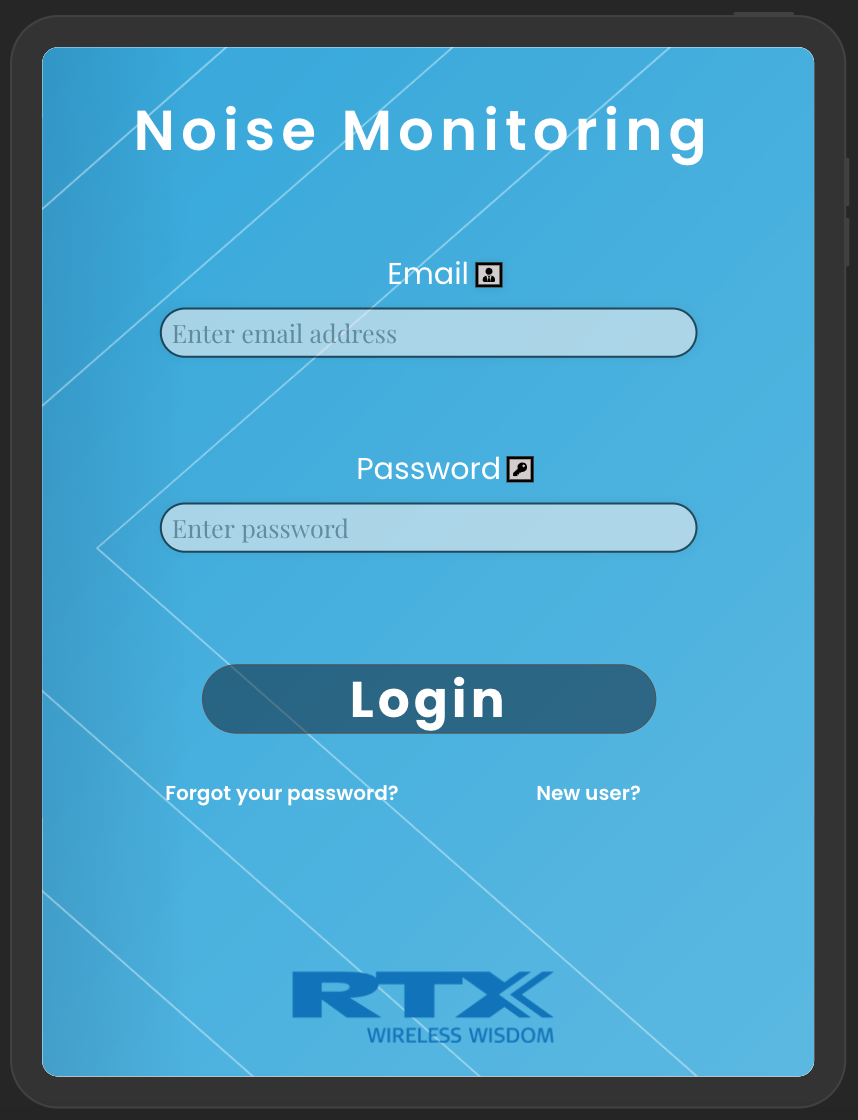 Noise Monitoring
Email
Enter email address
Password
Enter password
Login
Forgot your password? New user?
RTX
WIRELESS WISDOM